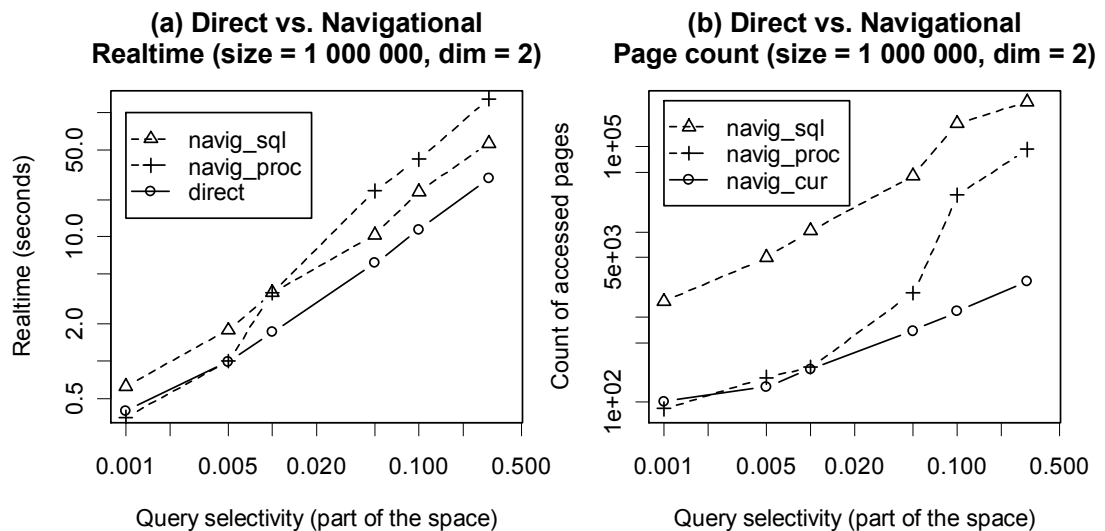 (a) Direct vs. Navigational
Realtime (size = 1 000 000, dim = 2)
navig_sql
navig_proc
direct
Realtime (seconds)
50.0
10.0
2.0
0.5
0.001
0.005
0.020
0.100
0.500
Query selectivity (part of the space)
(b) Direct vs. Navigational
Page count (size = 1 000 000, dim = 2)
navig_sql
navig_proc
navig_cur
Count of accessed pages
1e+05
5e+03
1e+02
0.001
0.005
0.020
0.100
0.500
Query selectivity (part of the space)